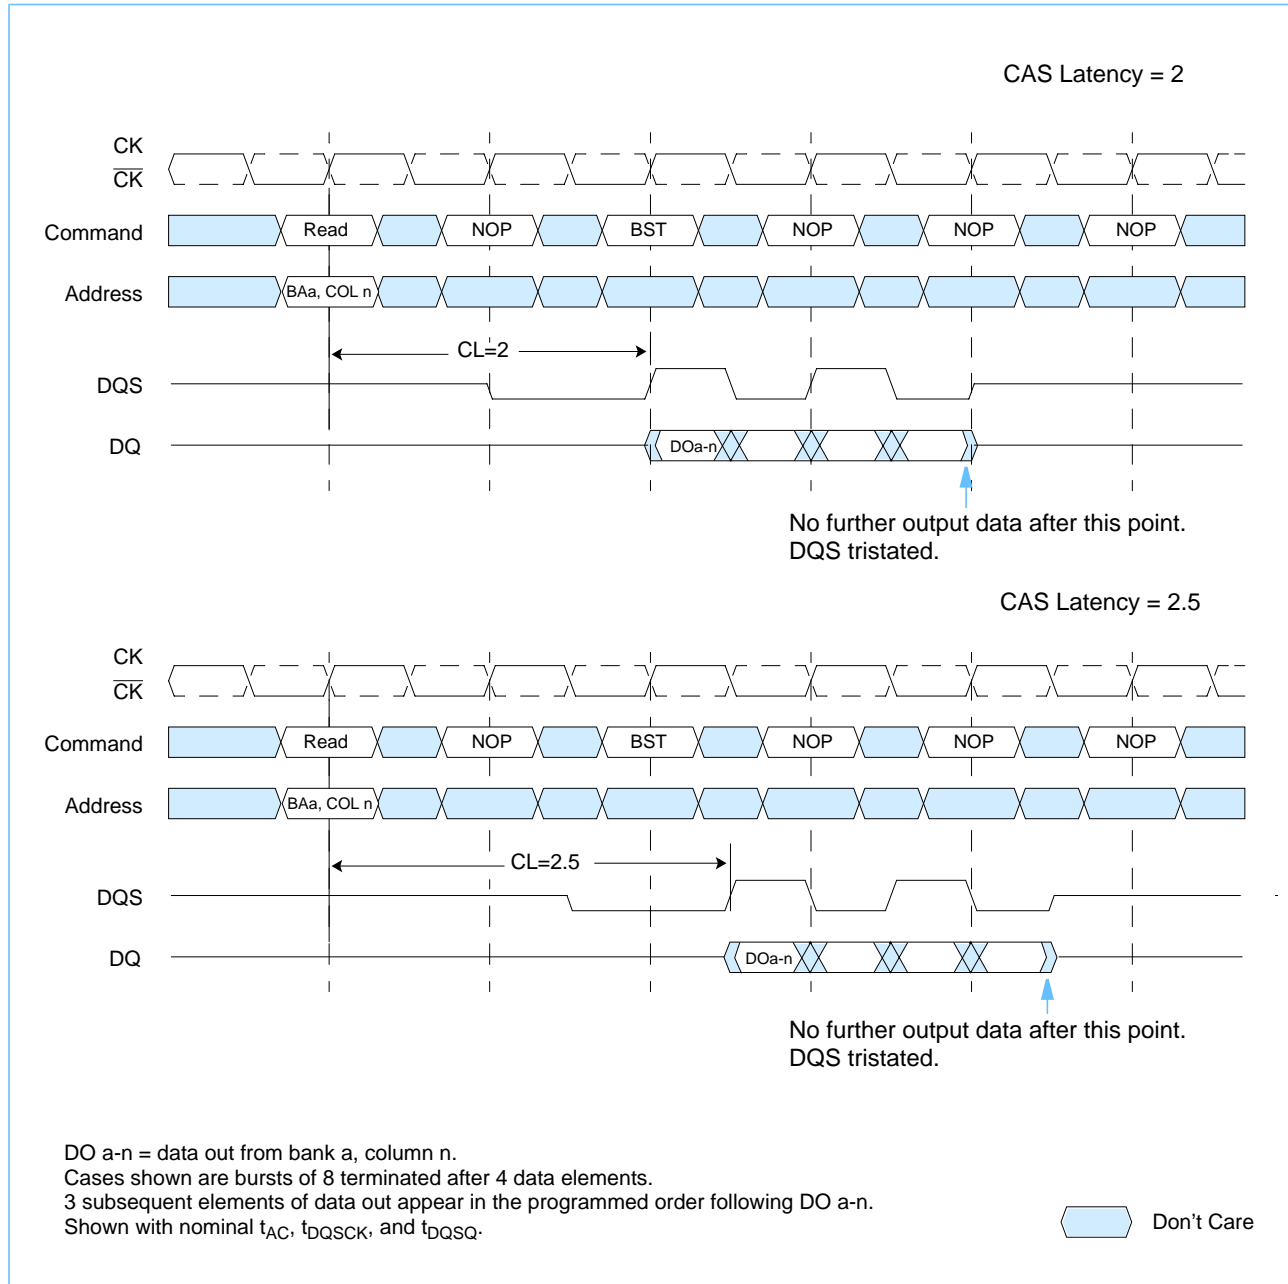 CAS Latency = 2
CK
CK
Command
Read NOP BST NOP NOP NOP
Address
BAa, COL n
CL=2
DQS
DQ
DOa-n
No further output data after this point.
DQS tristated.
CAS Latency = 2.5
CK
CK
Command
Read NOP BST NOP NOP NOP
Address
BAa, COL n
CL=2.5
DQS
DQ
DOa-n
No further output data after this point.
DQS tristated.
DO a-n = data out from bank a, column n.
Cases shown are bursts of 8 terminated after 4 data elements.
3 subsequent elements of data out appear in the programmed order following DO a-n.
Shown with nominal tAC, tDQSCK, and tDQSQ.
Don't Care